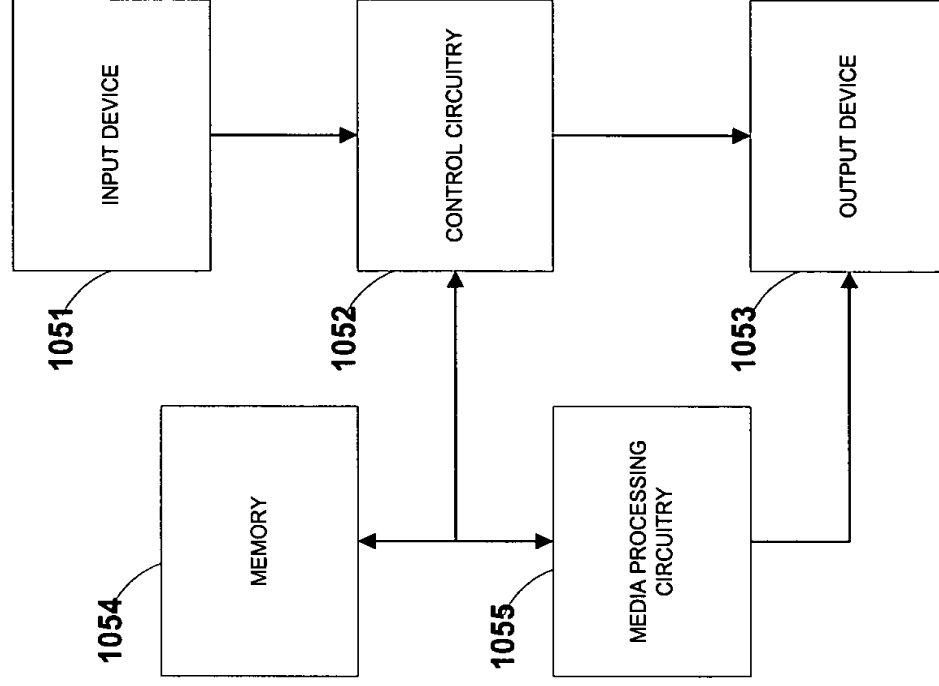 1051
INPUT DEVICE
1052
CONTROL CIRCUITRY
1053
OUTPUT DEVICE
1054
MEMORY
1055
MEDIA PROCESSING
CIRCUITRY